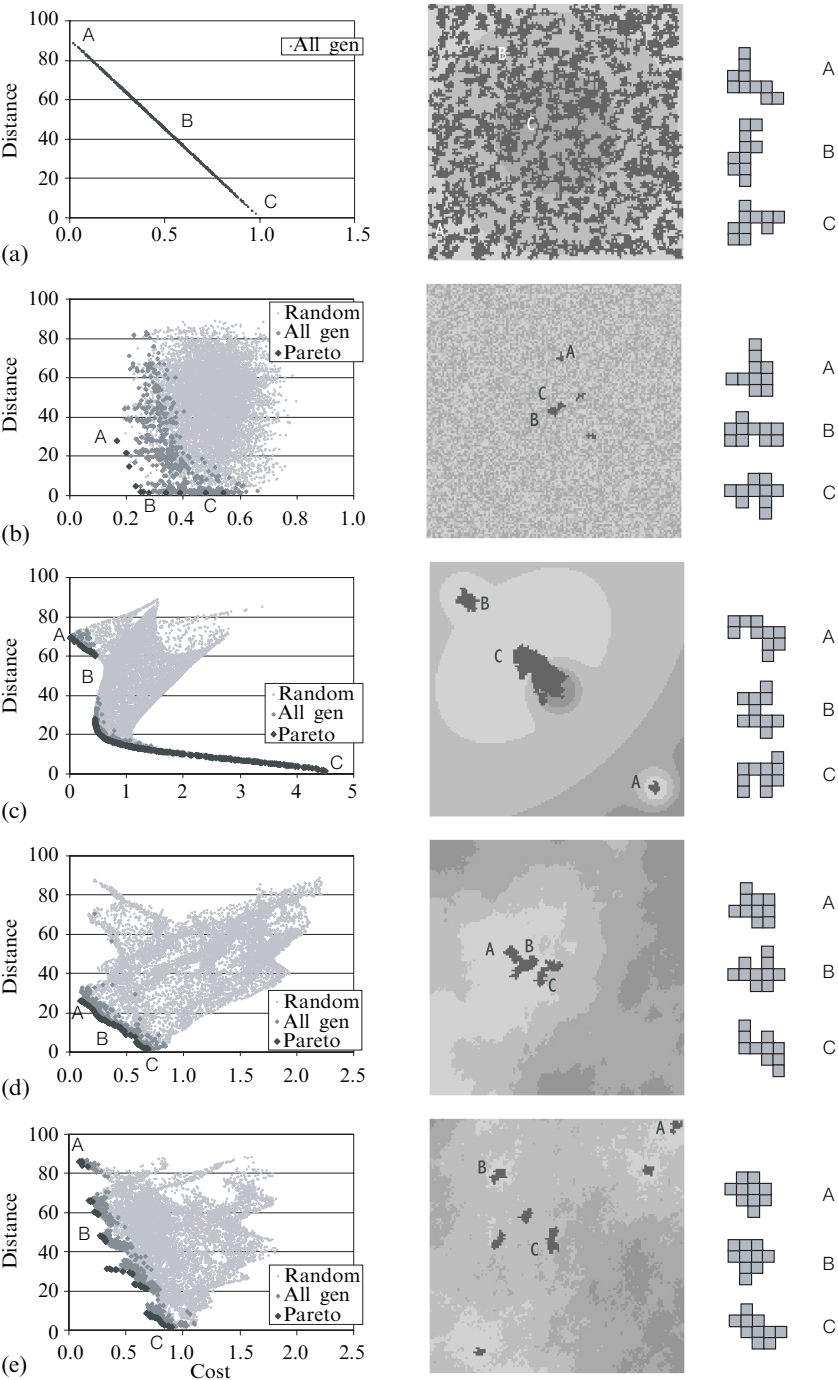 100
80
60
40
20
0
Distance
A
B
C
All gen
0.0 0.5 1.0 1.5
(a)
B
C
A
A
B
C
100
80
60
40
20
0
Distance
Random
All gen
Pareto
A
B C
0.0 0.2 0.4 0.6 0.8 1.0
(b)
A
C
B
A
B
C
100
80
60
40
20
0
Distance
A
B
Random
All gen
Pareto
C
0 1 2 3 4 5
(c)
B
C
A
A
B
C
100
80
60
40
20
0
Distance
A
B
C
Random
All gen
Pareto
0.0 0.5 1.0 1.5 2.0 2.5
(d)
A B
C
A
B
C
100
80
60
40
20
0
Distance
A
B
Random
All gen
Pareto
C
0.0 0.5 1.0 1.5 2.0 2.5
Cost
(e)
A
B
C
A
B
C